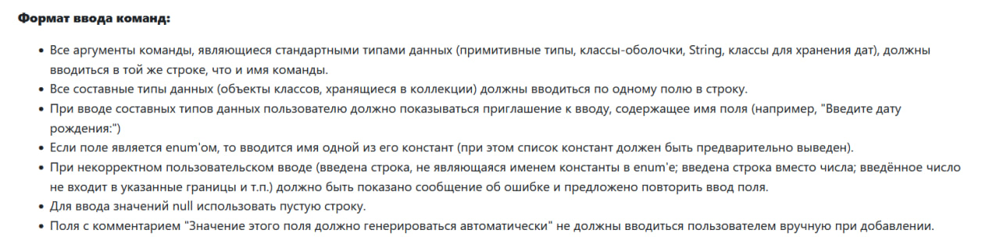 Формат ввода команд:
• Все аргументы команды, являющиеся стандартными типами данных (примитивные типы, классы-оболочки, String, классы для хранения дат), должны
вводиться в той же строке, что и имя команды.
• Все составные типы данных (объекты классов, хранящиеся в коллекции) должны вводиться по одному полю в строку.
• При вводе составных типов данных пользователю должно показываться приглашение к вводу, содержащее имя поля (например, "Введите дату
рождения:")
• Если поле является enum'ом, то вводится имя одной из его констант (при этом список констант должен быть предварительно выведен).
• При некорректном пользовательском вводе (введена строка, не являющаяся именем константы в enum'е; введена строка вместо числа; введённое число
не входит в указанные границы и т.п.) должно быть показано сообщение об ошибке и предложено повторить ввод поля.
• Для ввода значений null использовать пустую строку.
• Поля с комментарием "Значение этого поля должно генерироваться автоматически" не должны вводиться пользователем вручную при добавлении.